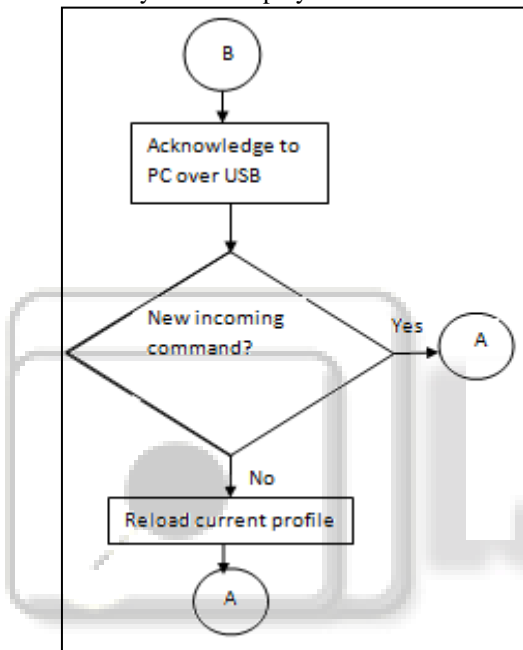 B
Acknowledge to
PC over USB
New incoming
command?
Yes
A
No
Reload current profile
A